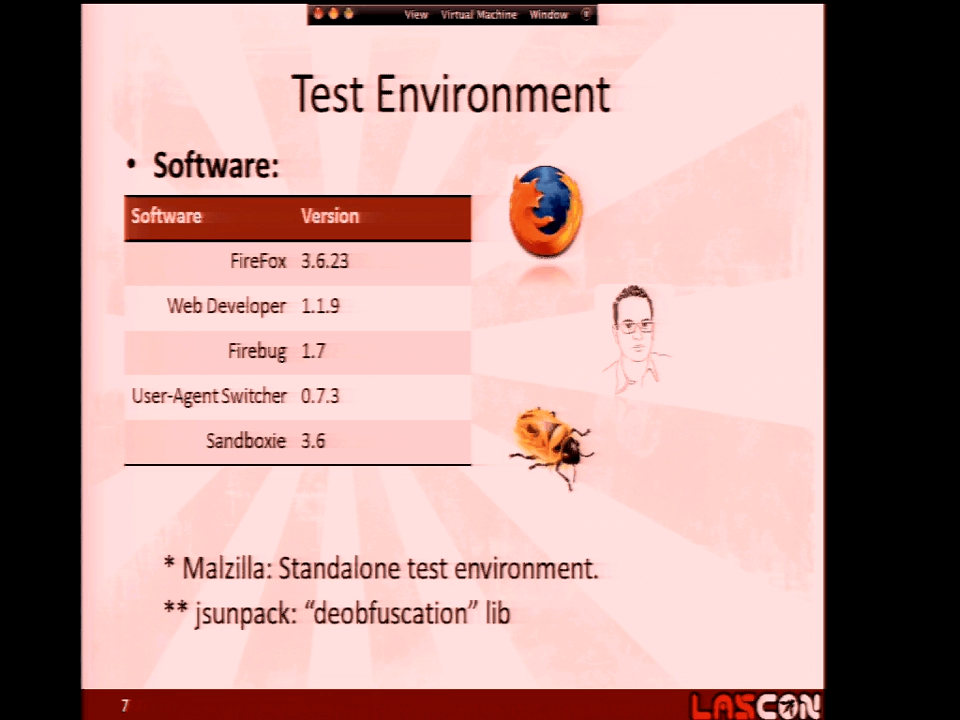 View Virtual Machine Window
Test Environment
• Software:
Software Version
FireFox 3.6.23
Web Developer 1.1.9
Firebug 1.7
User-Agent Switcher 0.7.3
Sandboxie 3.6
* Malzilla: Standalone test environment.
** jsunpack: “deobfuscation” lib
7 LASCON